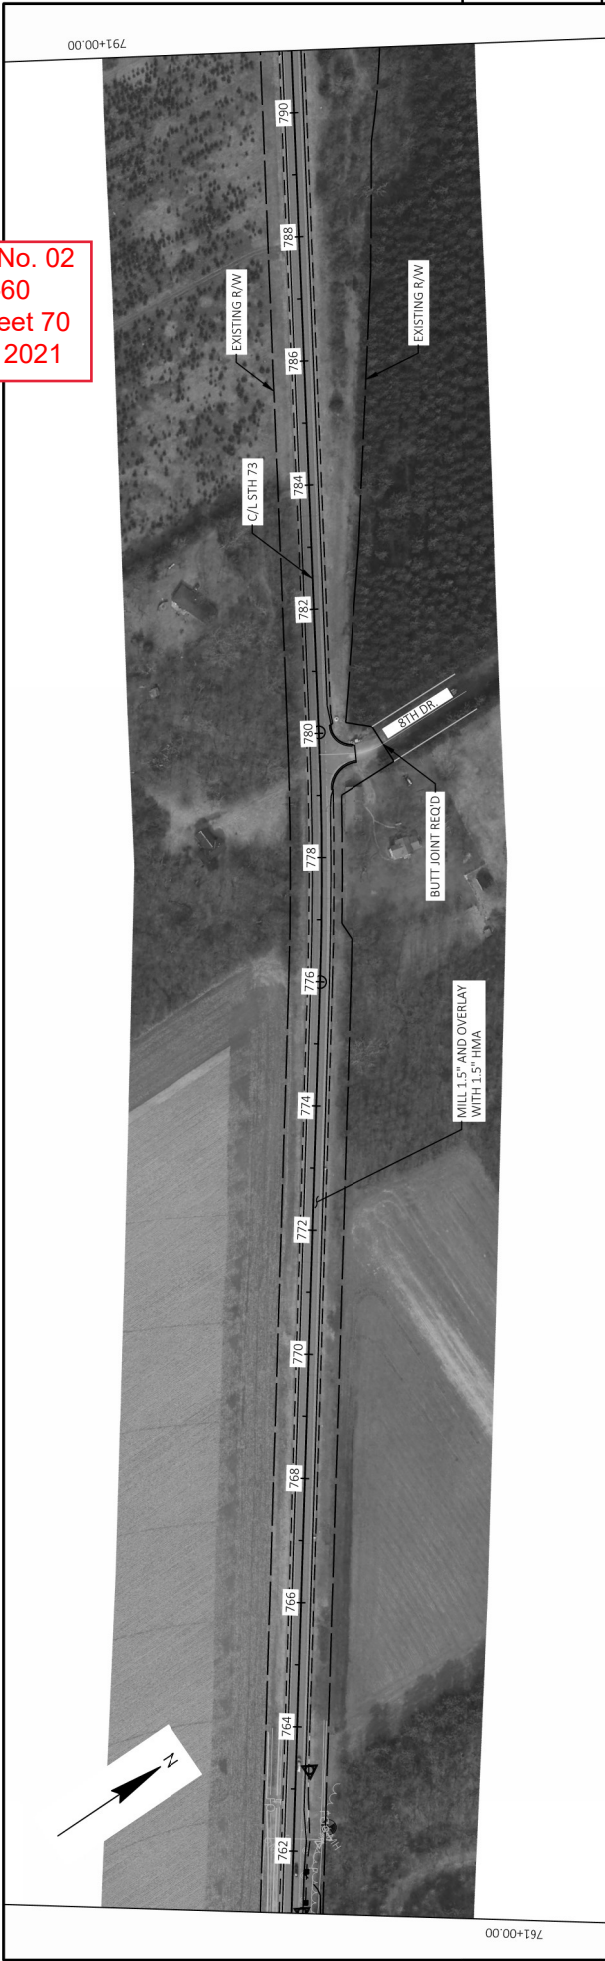 791+00.00
No. 02
60
eet 70
2021
790
788
EXISTING R/W
EXISTING R/W
786
C/L STH 73
784
782
780
8TH DR.
BUTT JOINT REQ'D
778
776
MILL 1.5" AND OVERLAY
WITH 1.5" HMA
774
772
770
768
766
764
N
762
761+00.00